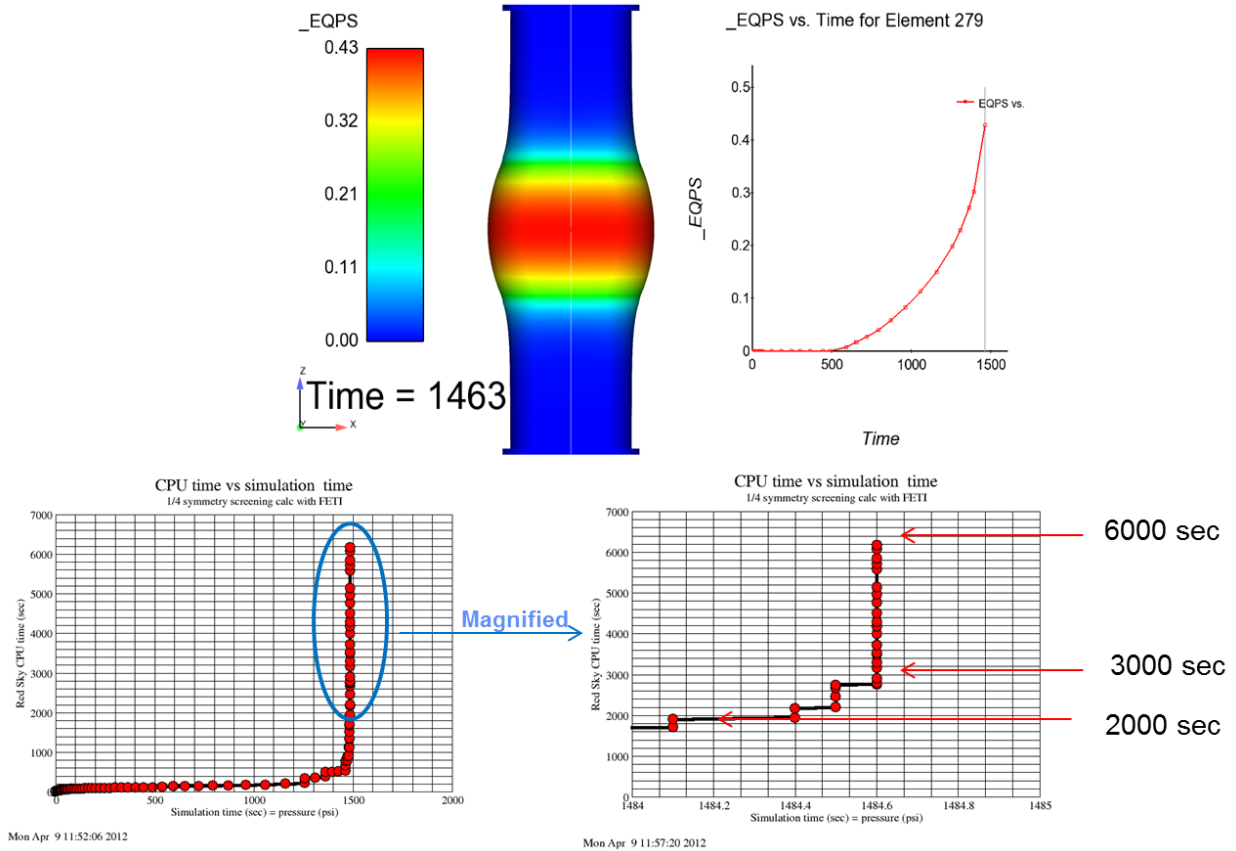 _EQPS
0.43
0.32
0.21
0.11
0.00
Z
Y
X
Time = 1463
_EQPS vs. Time for Element 279
EQPS vs.
0.5
0.4
0.3
0.2
0.1
0
_EQPS
0 500 1000 1500
Time
CPU time vs simulation time
1/4 symmetry screening calc with FETI
7000
6000
5000
4000
3000
2000
1000
0
Red Sky CPU time (sec)
0 500 1000 1500 2000
Simulation time (sec) = pressure (psi)
Mon Apr 9 11:52:06 2012
Magnified
CPU time vs simulation time
1/4 symmetry screening calc with FETI
7000
6000
5000
4000
3000
2000
1000
0
Red Sky CPU time (sec)
1484 1484.2 1484.4 1484.6 1484.8 1485
Simulation time (sec) = pressure (psi)
Mon Apr 9 11:57:20 2012
6000 sec
3000 sec
2000 sec